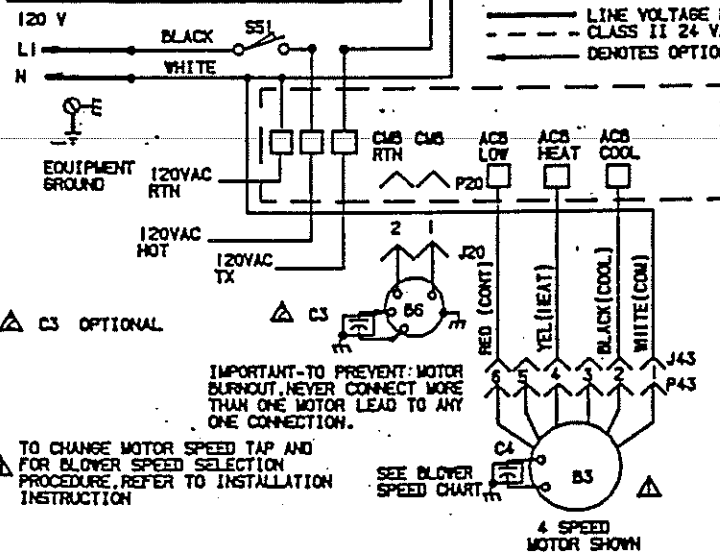 120 V
LINE VOLTAGE
CLASS II 24 V
DENOTES OPTIO
L1
BLACK
S51
N
WHITE
EQUIPMENT
GROUND
120VAC
RTN
CMB
RTN
CMB
ACB
LOW
ACB
HEAT
ACB
COOL
P20
120VAC
HOT
120VAC
TX
2
1
J20
C3 OPTIONAL
C3
B6
RED (CONT)
YEL(HEAT)
BLACK(COOL)
WHITE(COM)
IMPORTANT-TO PREVENT MOTOR
BURNOUT,NEVER CONNECT MORE
THAN ONE MOTOR LEAD TO ANY
ONE CONNECTION.
J43
6
5
4
3
2
1
P43
TO CHANGE MOTOR SPEED TAP AND
FOR BLOWER SPEED SELECTION
PROCEDURE,REFER TO INSTALLATION
INSTRUCTION
C4
SEE BLOWER
SPEED CHART
B3
4 SPEED
MOTOR SHOWN